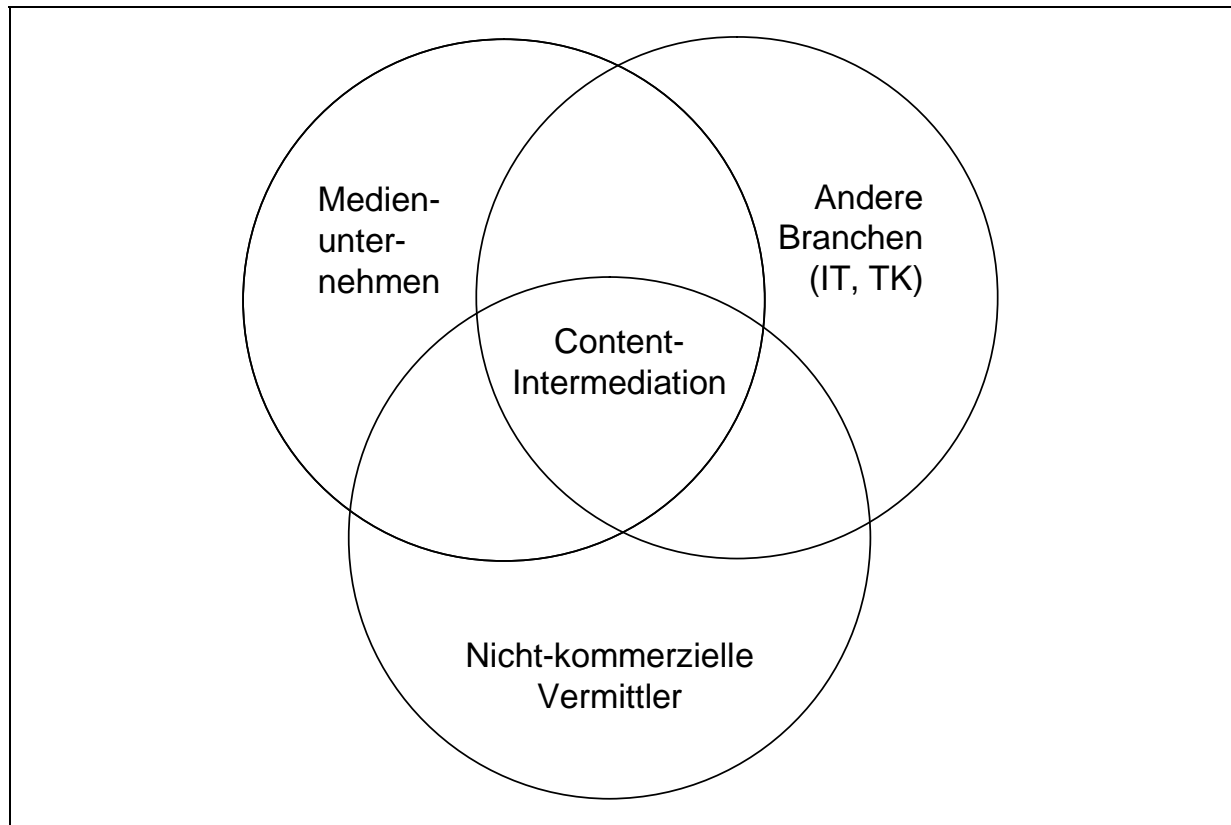 Medien-
unter-
nehmen
Andere
Branchen
(IT, TK)
Content-
Intermediation
Nicht-kommerzielle
Vermittler